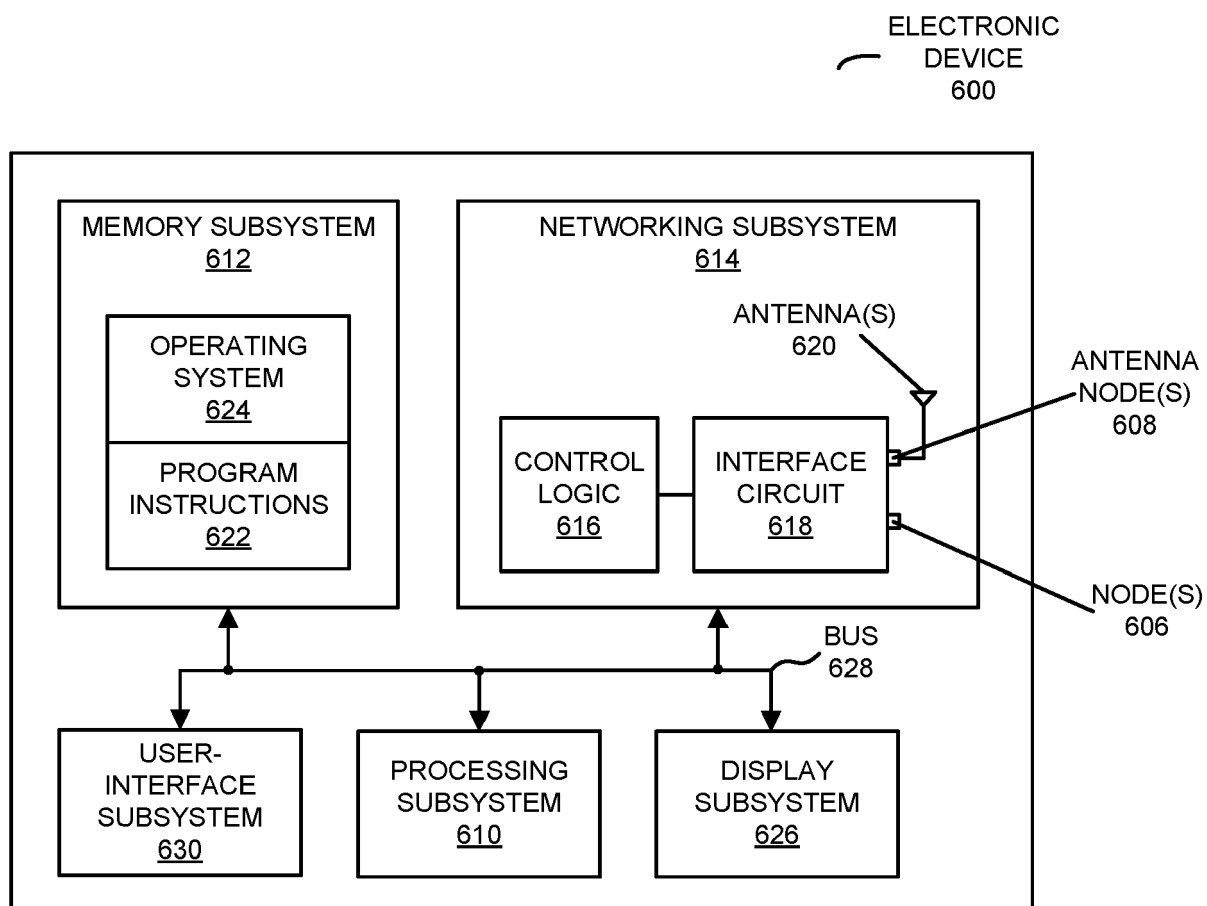 ELECTRONIC
DEVICE
600
MEMORY SUBSYSTEM
612
OPERATING
SYSTEM
624
PROGRAM
INSTRUCTIONS
622
NETWORKING SUBSYSTEM
614
ANTENNA(S)
620
CONTROL
LOGIC
616
INTERFACE
CIRCUIT
618
ANTENNA
NODE(S)
608
NODE(S)
606
BUS
628
USER-
INTERFACE
SUBSYSTEM
630
PROCESSING
SUBSYSTEM
610
DISPLAY
SUBSYSTEM
626